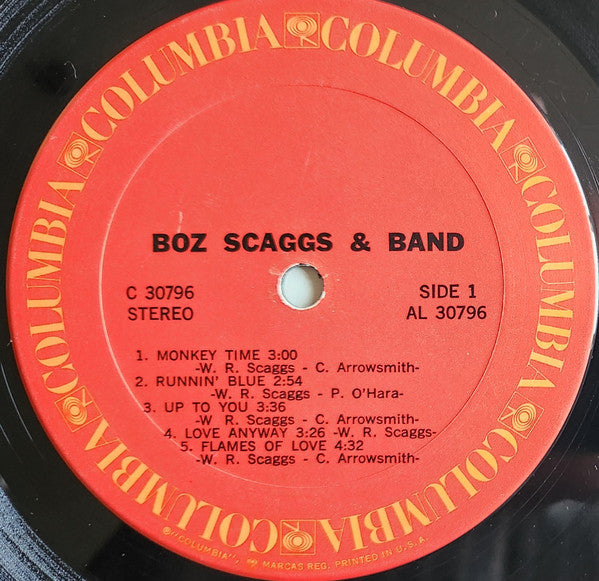 COLUMBIA COLUMBIA COLUMBIA COLUMBIA COLUMBIA COLUMBIA
BOZ SCAGGS & BAND
C 30796
STEREO
SIDE 1
AL 30796
1. MONKEY TIME 3:00
-W. R. Scaggs - C. Arrowsmith-
2. RUNNIN' BLUE 2:54
-W. R. Scaggs - P. O'Hara-
3. UP TO YOU 3:36
-W. R. Scaggs - C. Arrowsmith-
4. LOVE ANYWAY 3:26 -W. R. Scaggs-
5. FLAMES OF LOVE 4:32
-W. R. Scaggs - C. Arrowsmith-
®"COLUMBIA", MARCAS REG. PRINTED IN U.S.A.